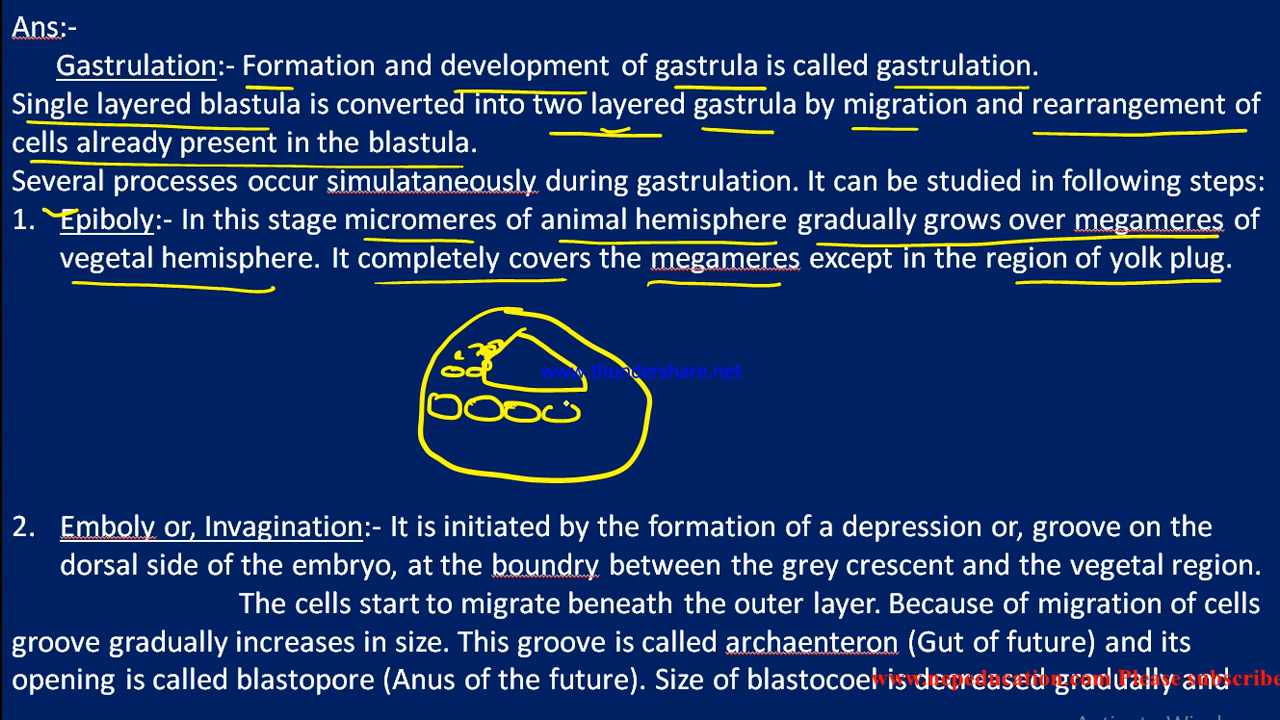 Ans:-
Gastrulation:- Formation and development of gastrula is called gastrulation.
Single layered blastula is converted into two layered gastrula by migration and rearrangement of
cells already present in the blastula.
Several processes occur simulataneously during gastrulation. It can be studied in following steps:
1. Epiboly:- In this stage micromeres of animal hemisphere gradually grows over megameres of
vegetal hemisphere. It completely covers the megameres except in the region of yolk plug.
www.thundershare.net
2. Emboly or, Invagination:- It is initiated by the formation of a depression or, groove on the
dorsal side of the embryo, at the boundry between the grey crescent and the vegetal region.
The cells start to migrate beneath the outer layer. Because of migration of cells
groove gradually increases in size. This groove is called archaenteron (Gut of future) and its
opening is called blastopore (Anus of the future). Size of blastocoel is decreased gradually and
www.nepeducation.com Please subscribe